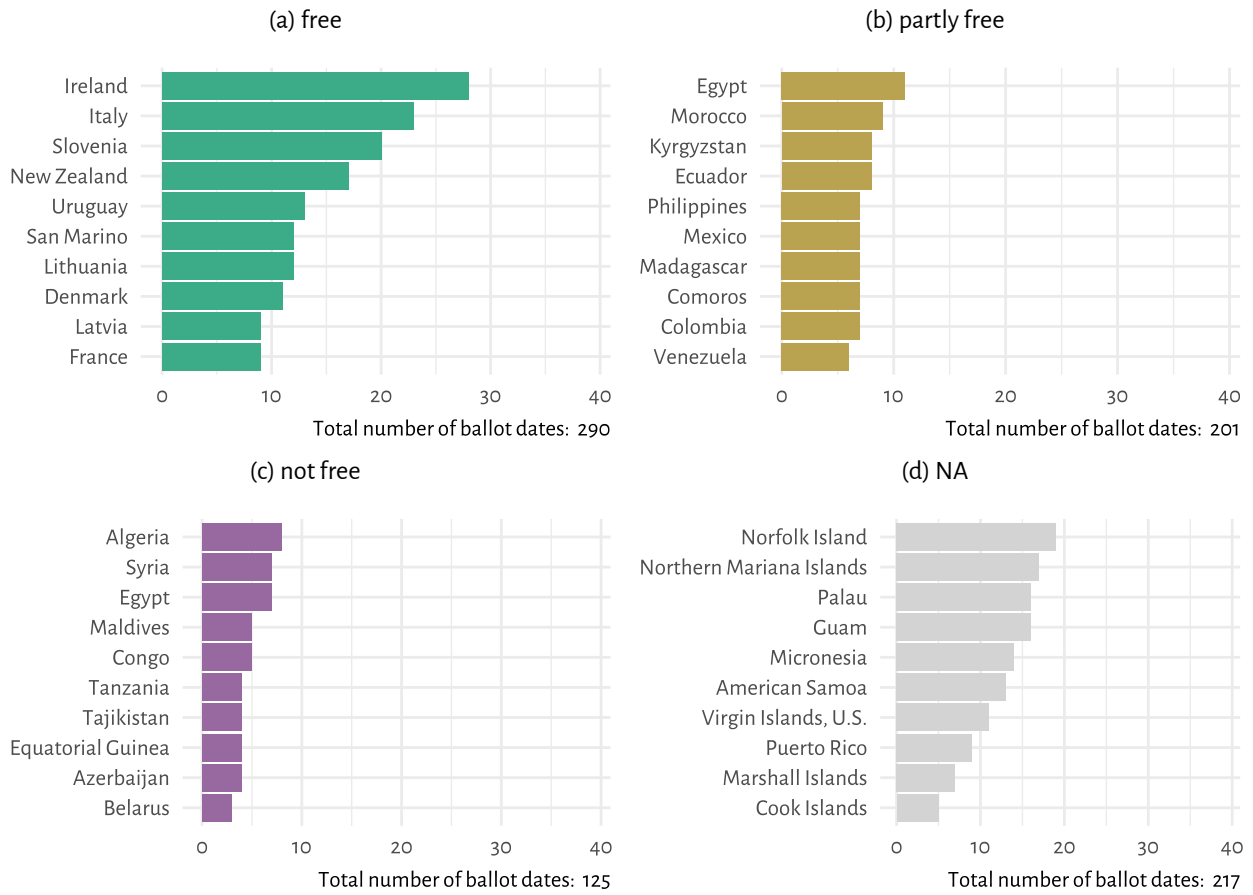 (a) free
Ireland
Italy
Slovenia
New Zealand
Uruguay
San Marino
Lithuania
Denmark
Latvia
France
0 10 20 30 40
Total number of ballot dates: 290
(b) partly free
Egypt
Morocco
Kyrgyzstan
Ecuador
Philippines
Mexico
Madagascar
Comoros
Colombia
Venezuela
0 10 20 30 40
Total number of ballot dates: 201
(c) not free
Algeria
Syria
Egypt
Maldives
Congo
Tanzania
Tajikistan
Equatorial Guinea
Azerbaijan
Belarus
0 10 20 30 40
Total number of ballot dates: 125
(d) NA
Norfolk Island
Northern Mariana Islands
Palau
Guam
Micronesia
American Samoa
Virgin Islands, U.S.
Puerto Rico
Marshall Islands
Cook Islands
0 10 20 30 40
Total number of ballot dates: 217